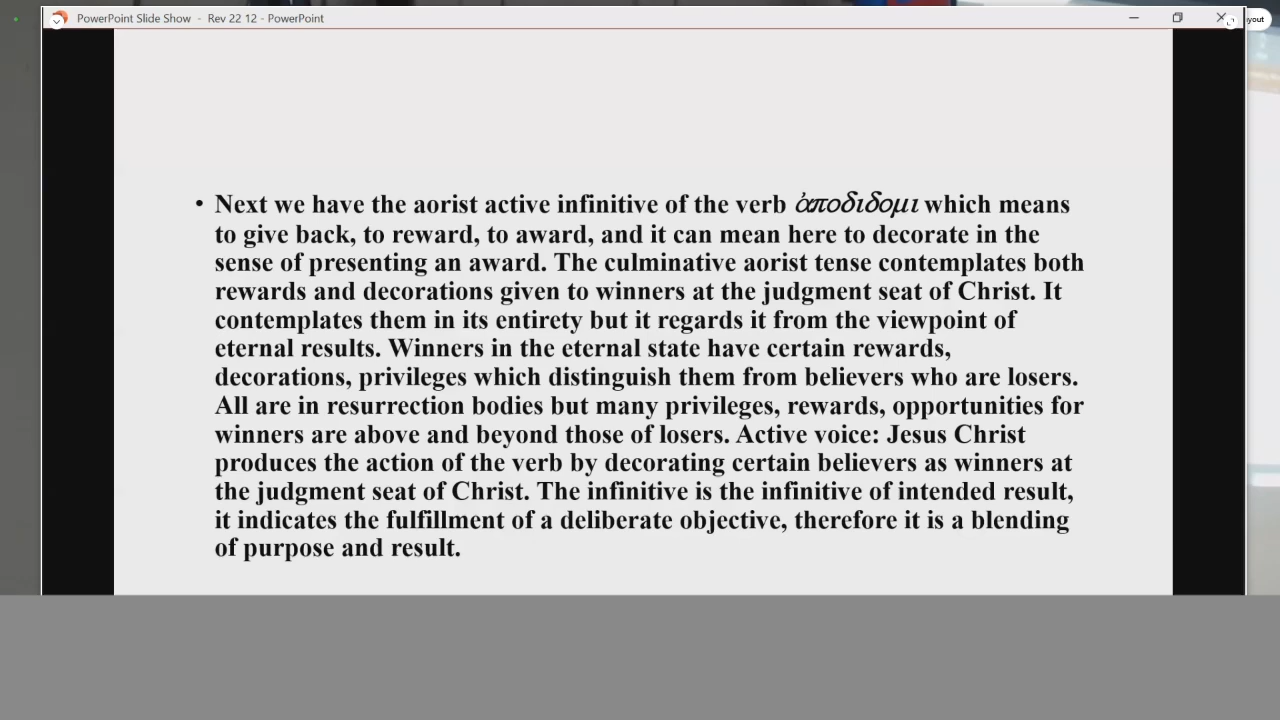 PowerPoint Slide Show - Rev 22 12 - PowerPoint
yout
• Next we have the aorist active infinitive of the verb ἀποδιδομι which means
to give back, to reward, to award, and it can mean here to decorate in the
sense of presenting an award. The culminative aorist tense contemplates both
rewards and decorations given to winners at the judgment seat of Christ. It
contemplates them in its entirety but it regards it from the viewpoint of
eternal results. Winners in the eternal state have certain rewards,
decorations, privileges which distinguish them from believers who are losers.
All are in resurrection bodies but many privileges, rewards, opportunities for
winners are above and beyond those of losers. Active voice: Jesus Christ
produces the action of the verb by decorating certain believers as winners at
the judgment seat of Christ. The infinitive is the infinitive of intended result,
it indicates the fulfillment of a deliberate objective, therefore it is a blending
of purpose and result.